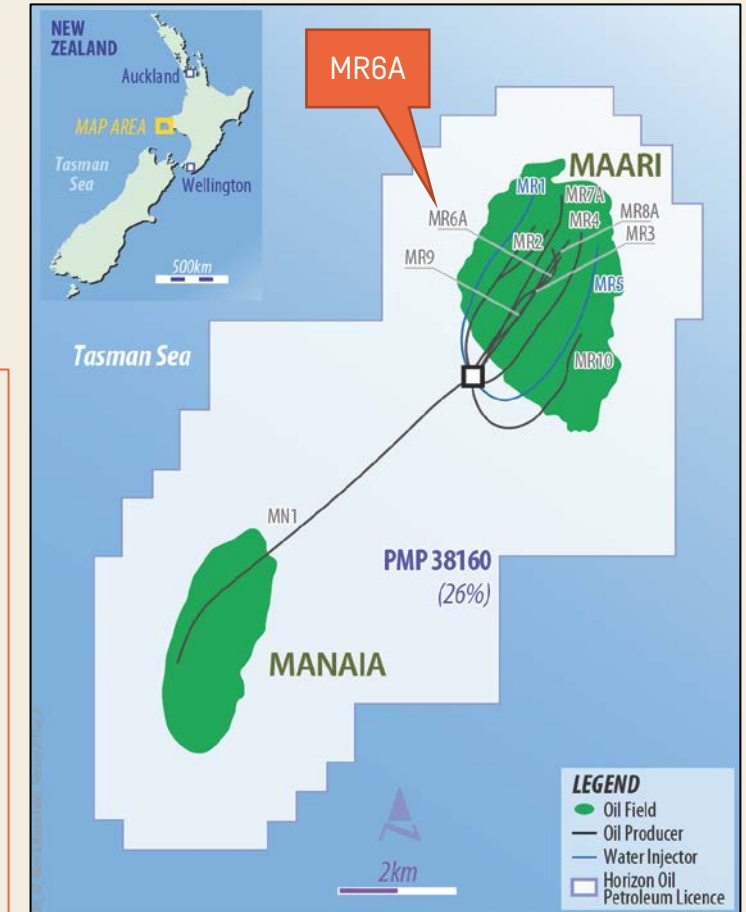 NEW
ZEALAND
Auckland
MAP AREA
Tasman
Sea
Wellington
500km
MR6A
MAARI
MR1
MR7A
MR6A
MR2
MR4
MR8A
MR3
MR9
MR5
MR10
Tasman Sea
MN1
PMP 38160
(26%)
MANAIA
N
2km
LEGEND
Oil Field
Oil Producer
Water Injector
Horizon Oil
Petroleum Licence